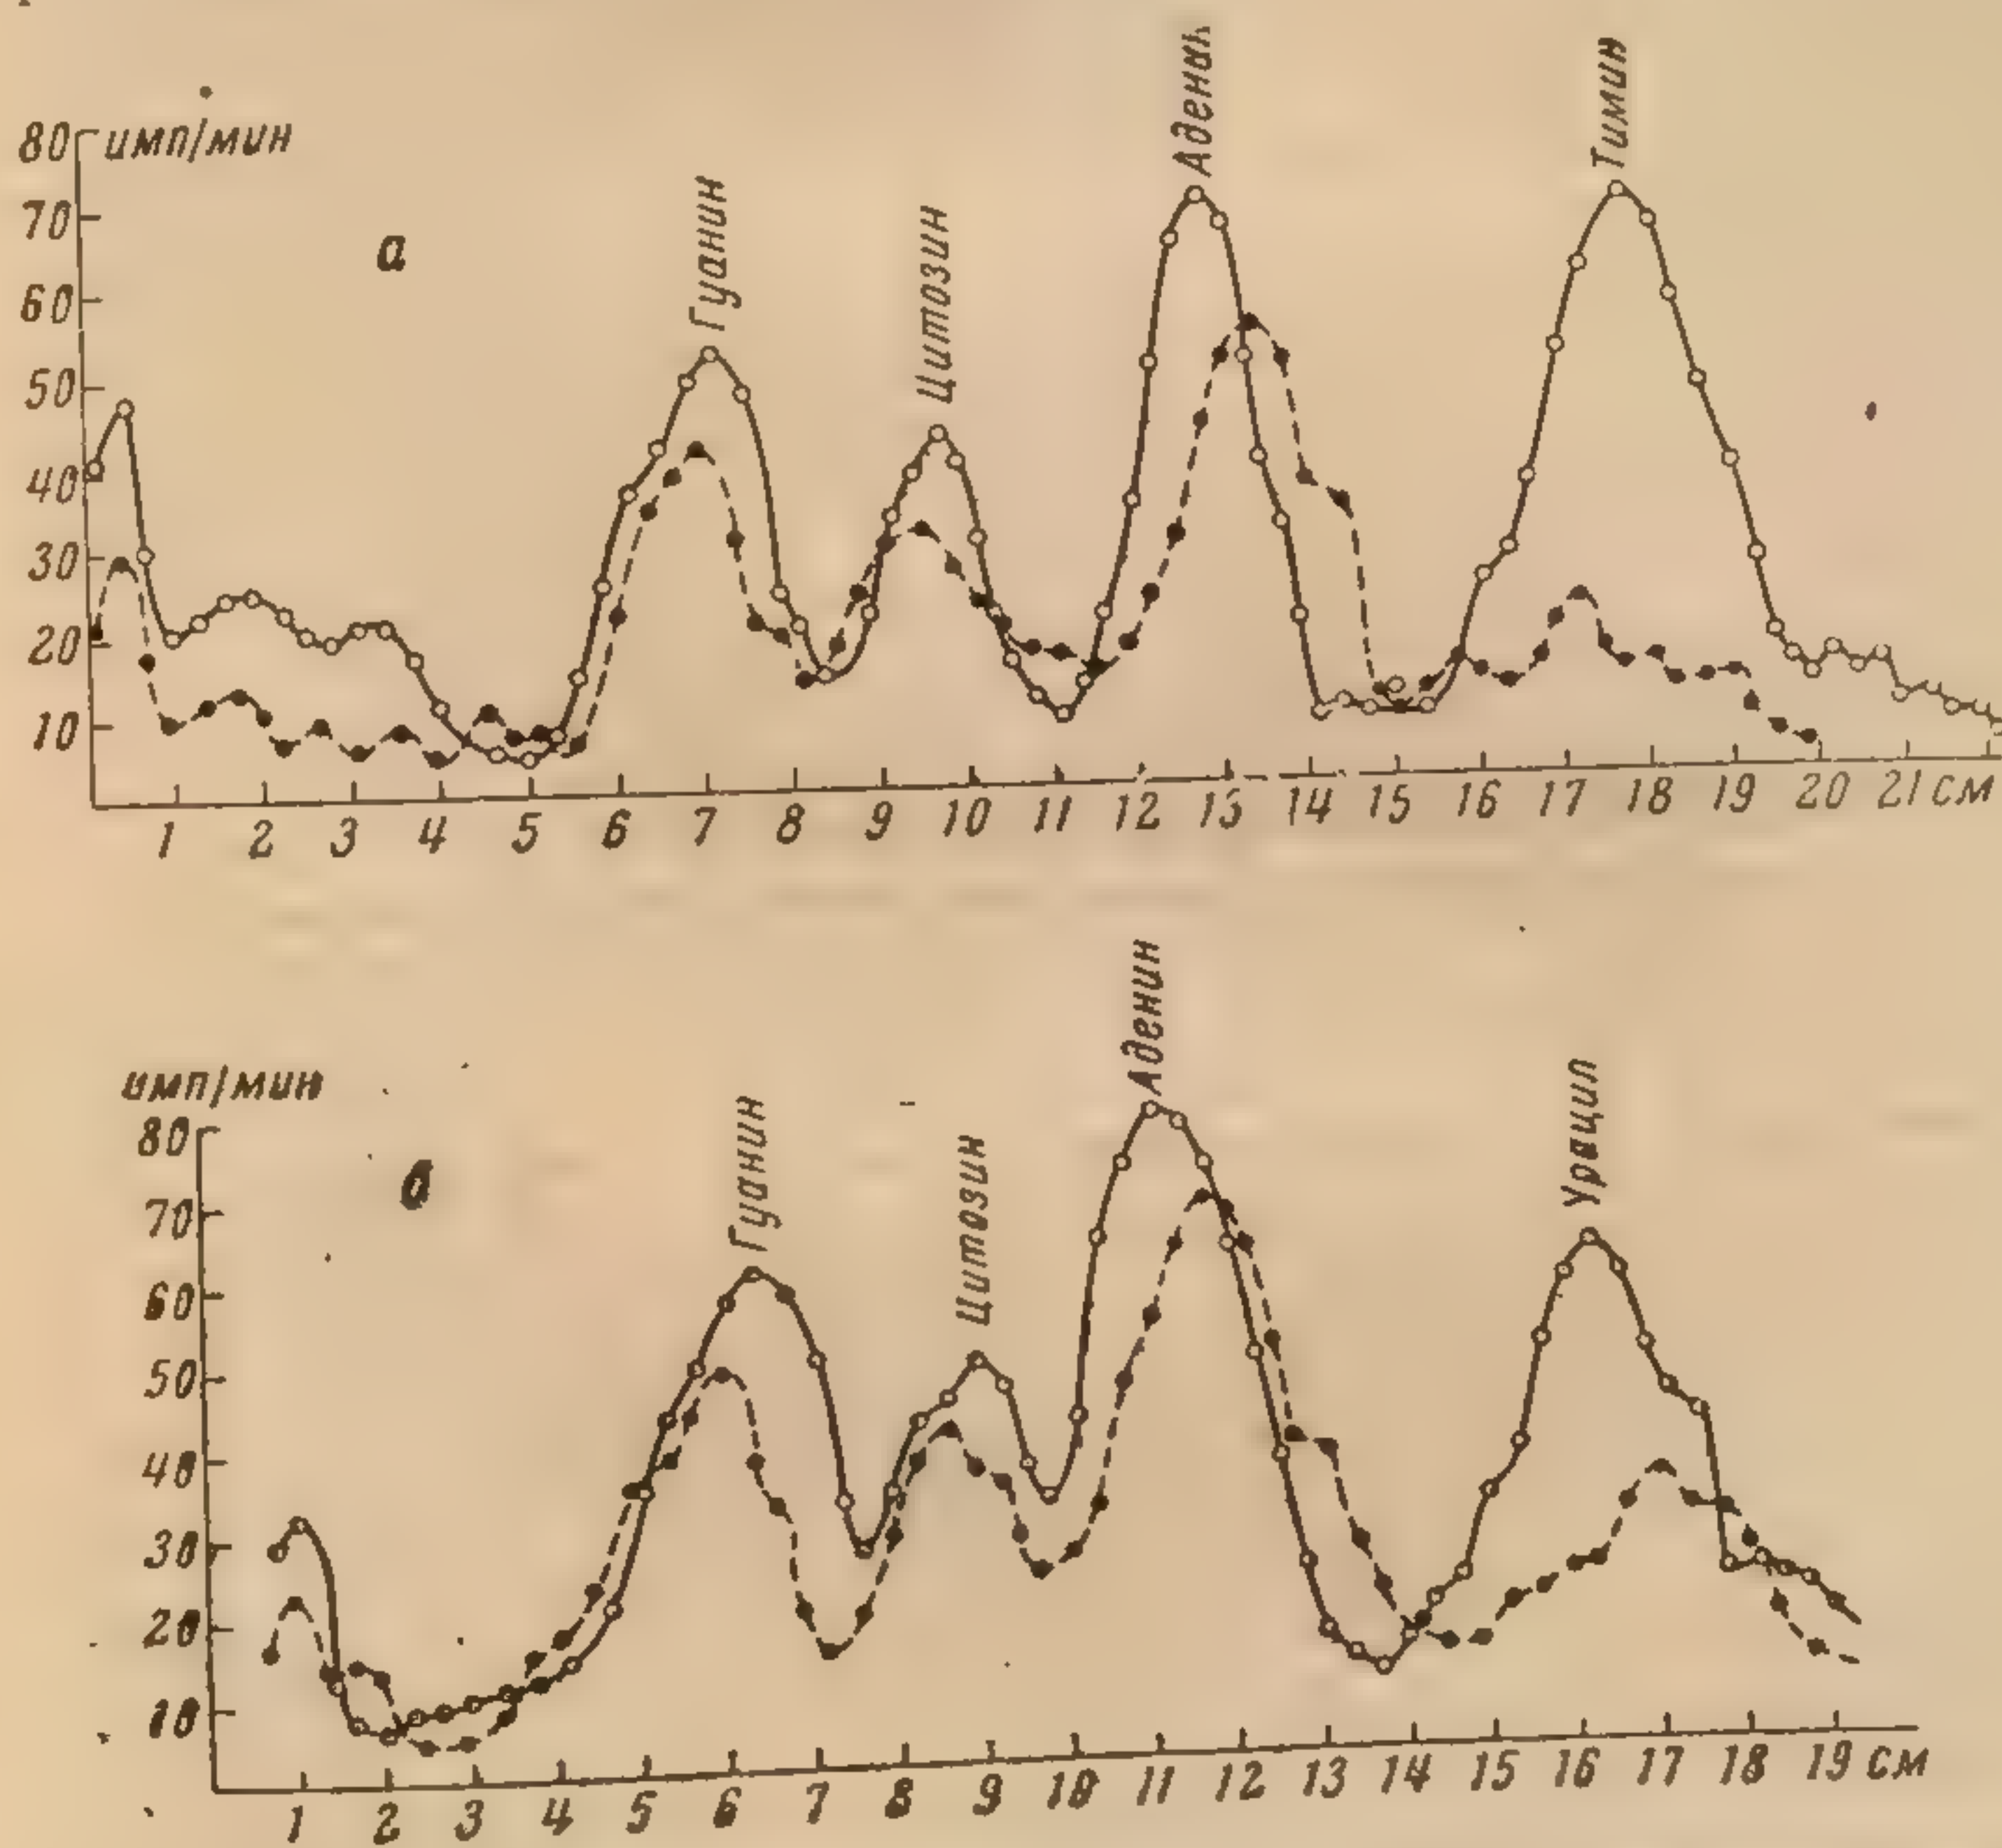 80 имп/мин
70
60
50
40
30
20
10
а
Гуанин
Цитозин
Аденин
Тимин
1 2 3 4 5 6 7 8 9 10 11 12 13 14 15 16 17 18 19 20 21 см
имп/мин
80
70
60
50
40
30
20
10
б
Гуанин
Цитозин
Аденин
Урацил
1 2 3 4 5 6 7 8 9 10 11 12 13 14 15 16 17 18 19 см